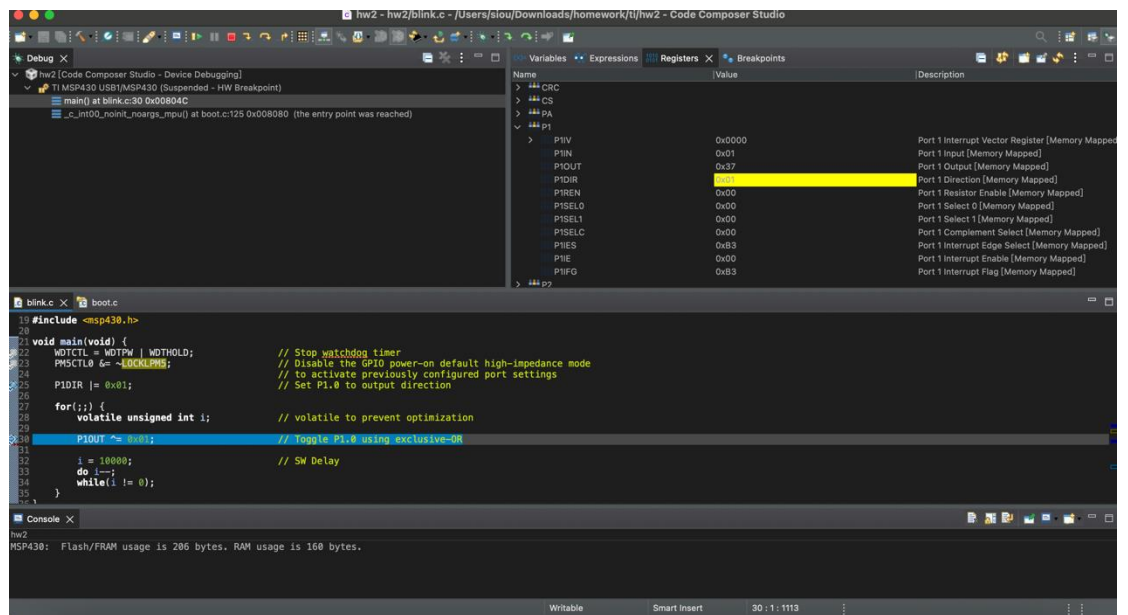 hw2 - hw2/blink.c - /Users/siou/Downloads/homework/ti/hw2 - Code Composer Studio
Debug
hw2 [Code Composer Studio - Device Debugging]
TI MSP430 USB1/MSP430 (Suspended - HW Breakpoint)
main() at blink.c:30 0x00804C
_c_int00_noinit_noargs_mpu() at boot.c:125 0x008080 (the entry point was reached)
Variables Expressions Registers Breakpoints
Name Value Description
CRC
CS
PA
P1
P1IV 0x0000 Port 1 Interrupt Vector Register [Memory Mapped
P1IN 0x01 Port 1 Input [Memory Mapped]
P1OUT 0x37 Port 1 Output [Memory Mapped]
P1DIR 0x01 Port 1 Direction [Memory Mapped]
P1REN 0x00 Port 1 Resistor Enable [Memory Mapped]
P1SEL0 0x00 Port 1 Select 0 [Memory Mapped]
P1SEL1 0x00 Port 1 Select 1 [Memory Mapped]
P1SELC 0x00 Port 1 Complement Select [Memory Mapped]
P1IES 0xB3 Port 1 Interrupt Edge Select [Memory Mapped]
P1IE 0x00 Port 1 Interrupt Enable [Memory Mapped]
P1IFG 0xB3 Port 1 Interrupt Flag [Memory Mapped]
P2
blink.c boot.c
19 #include <msp430.h>
20
21 void main(void) {
22 WDTCTL = WDTPW | WDTHOLD; // Stop watchdog timer
23 PM5CTL0 &= ~LOCKLPM5; // Disable the GPIO power-on default high-impedance mode
24 // to activate previously configured port settings
25 P1DIR |= 0x01; // Set P1.0 to output direction
26
27 for(;;) {
28 volatile unsigned int i; // volatile to prevent optimization
29
30 P1OUT ^= 0x01; // Toggle P1.0 using exclusive-OR
31
32 i = 10000; // SW Delay
33 do i--;
34 while(i != 0);
35 }
Console
hw2
MSP430: Flash/FRAM usage is 206 bytes. RAM usage is 160 bytes.
Writable Smart Insert 30 : 1 : 1113